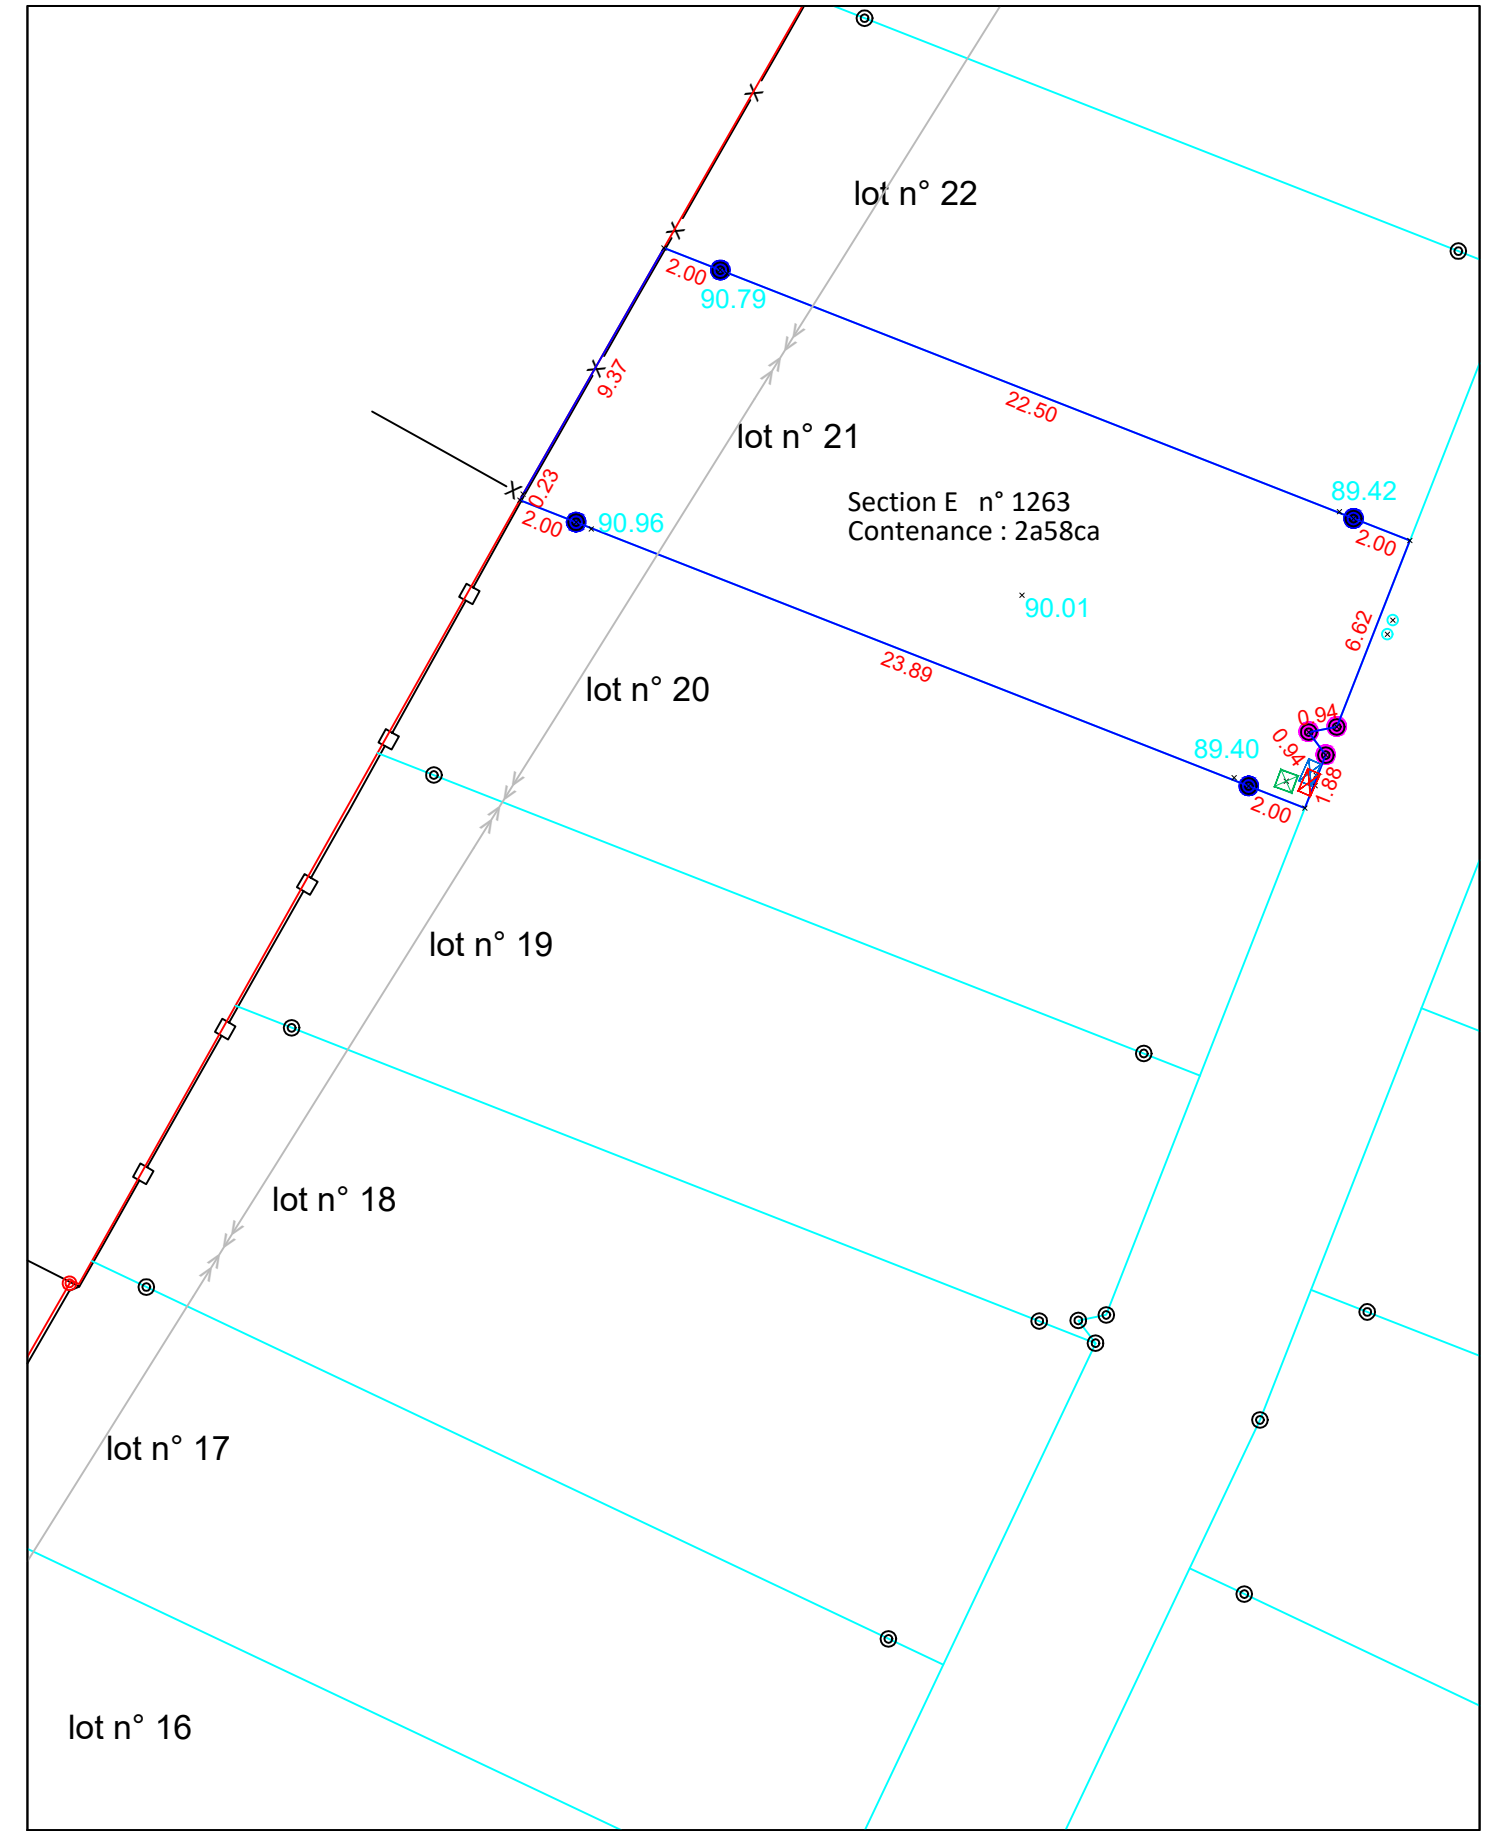 lot n° 22
2.00
90.79
9.37
22.50
lot n° 21
0.23
2.00
90.96
Section E n° 1263
Contenance : 2a58ca
89.42
2.00
90.01
6.62
23.89
lot n° 20
0.94
0.94
89.40
1.88
2.00
lot n° 19
lot n° 18
lot n° 17
lot n° 16